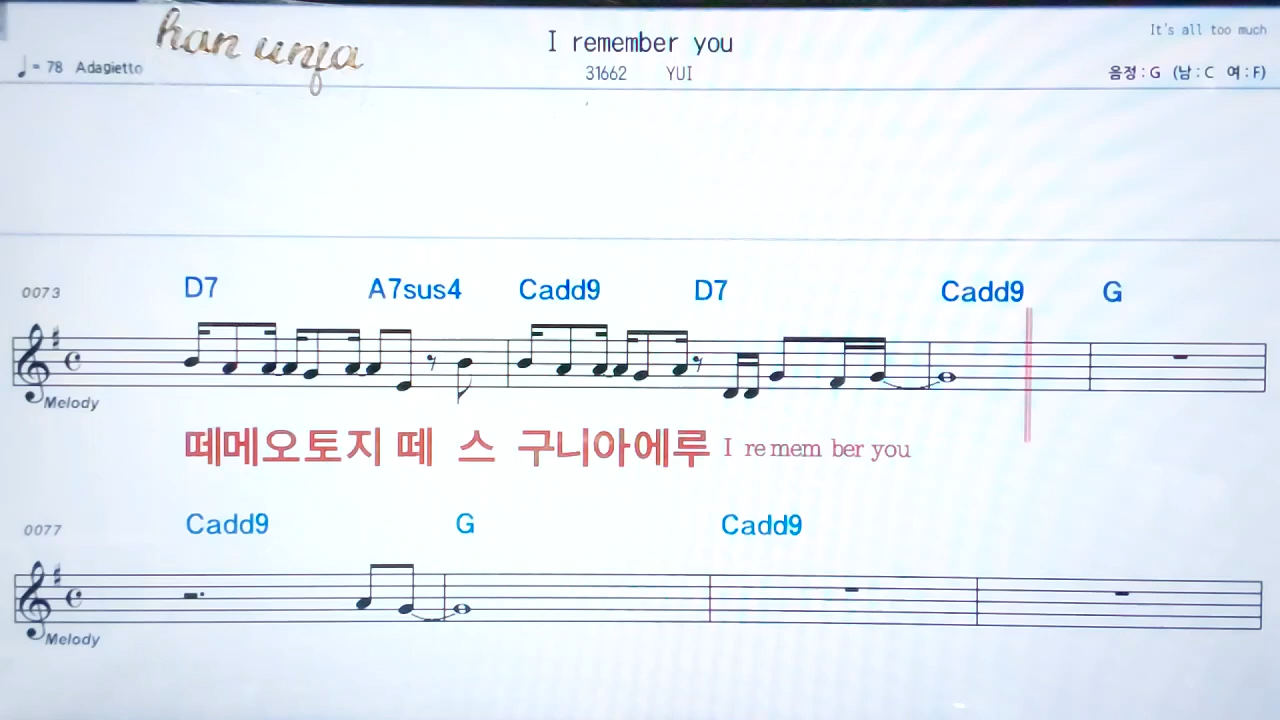 han unja
I remember you
It's all too much
♩= 78 Adagietto
31662 YUI
음정 : G (남 : C 여 : F)
0073 D7 A7sus4 Cadd9 D7 Cadd9 G
Melody
떼메오토지 떼 스 구니아에루 I re mem ber you
0077 Cadd9 G Cadd9
Melody